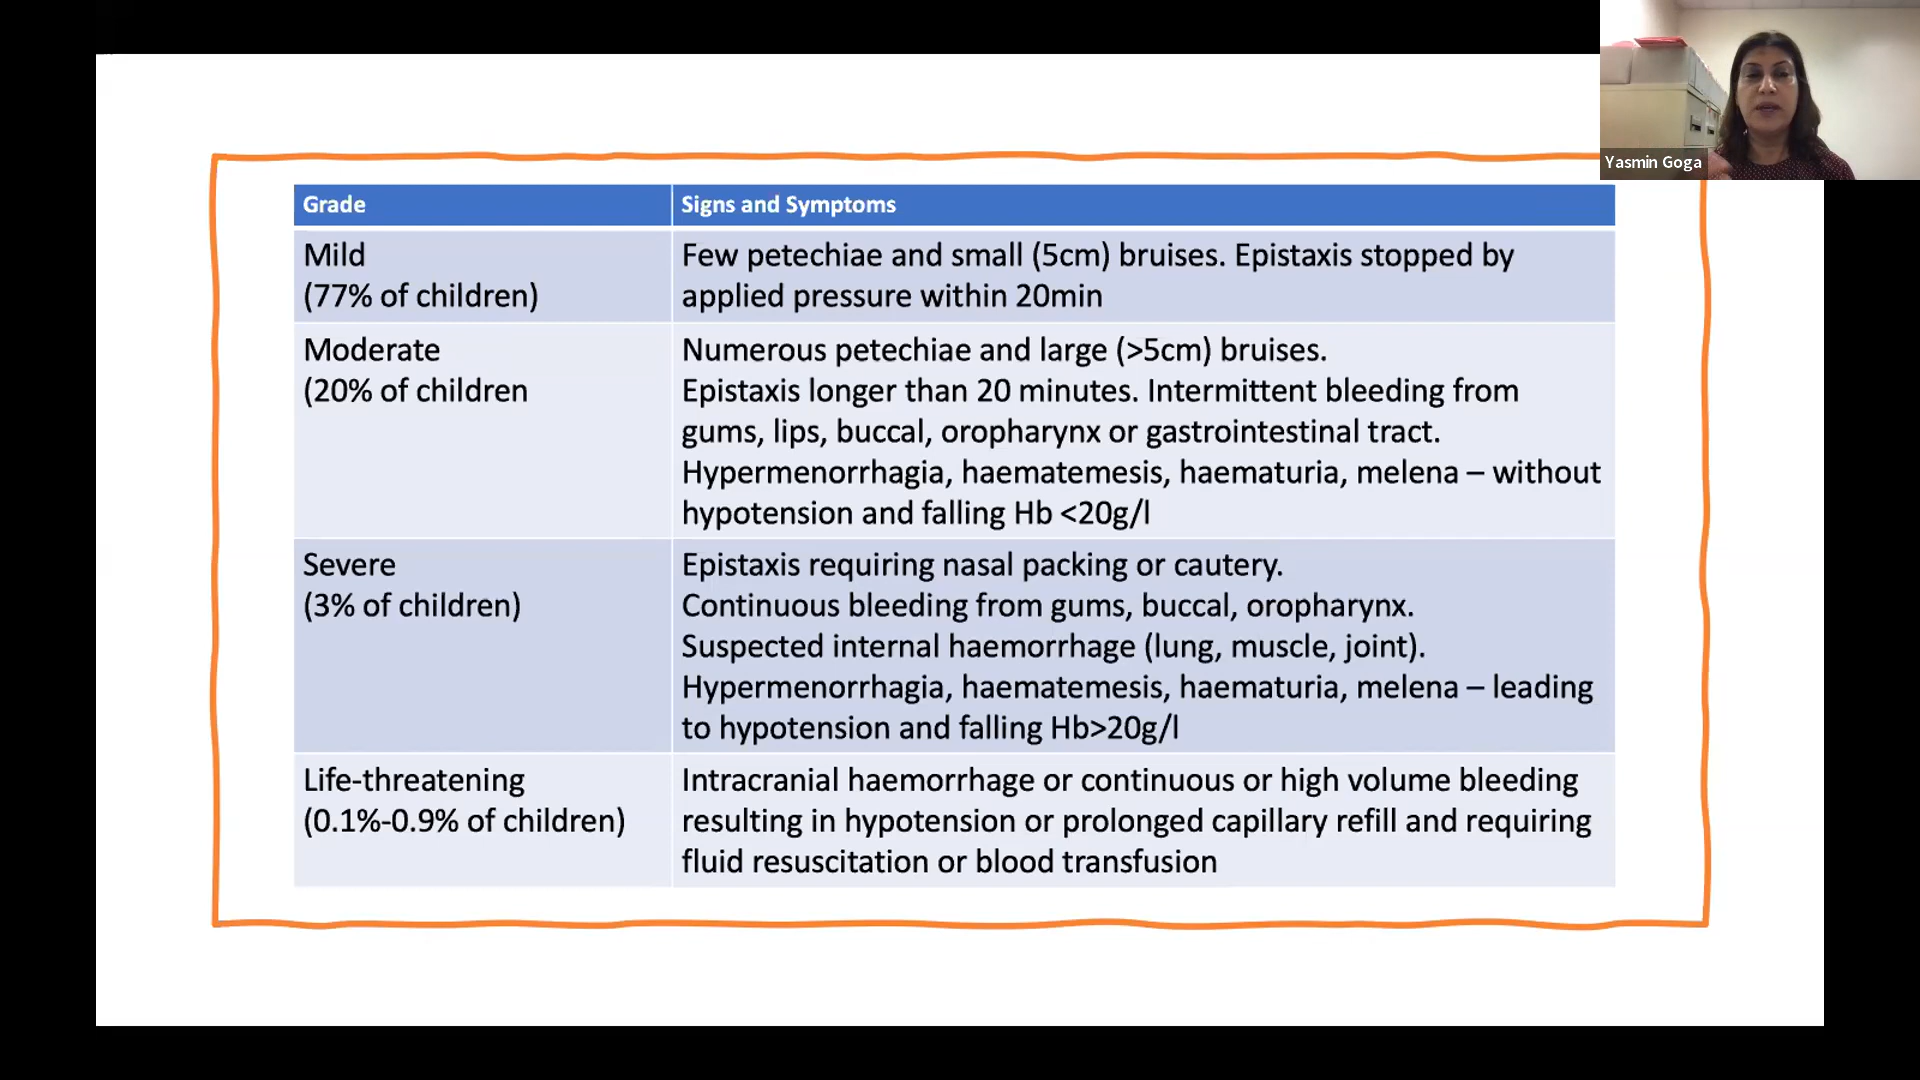 Yasmin Goga
Grade
Signs and Symptoms
Mild
(77% of children)
Few petechiae and small (5cm) bruises. Epistaxis stopped by
applied pressure within 20min
Moderate
(20% of children
Numerous petechiae and large (>5cm) bruises.
Epistaxis longer than 20 minutes. Intermittent bleeding from
gums, lips, buccal, oropharynx or gastrointestinal tract.
Hypermenorrhagia, haematemesis, haematuria, melena – without
hypotension and falling Hb <20g/l
Severe
(3% of children)
Epistaxis requiring nasal packing or cautery.
Continuous bleeding from gums, buccal, oropharynx.
Suspected internal haemorrhage (lung, muscle, joint).
Hypermenorrhagia, haematemesis, haematuria, melena – leading
to hypotension and falling Hb>20g/l
Life-threatening
(0.1%-0.9% of children)
Intracranial haemorrhage or continuous or high volume bleeding
resulting in hypotension or prolonged capillary refill and requiring
fluid resuscitation or blood transfusion